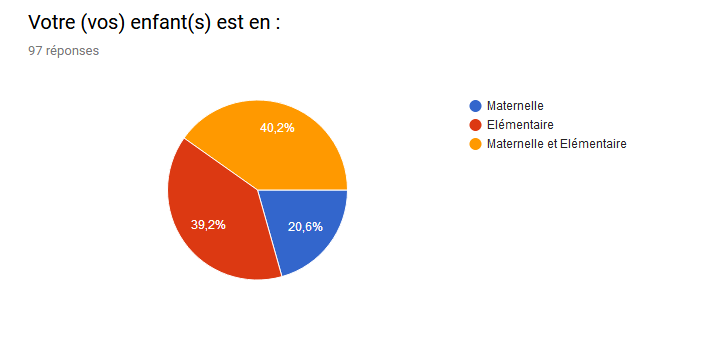 Votre (vos) enfant(s) est en :
97 réponses
Maternelle
Elémentaire
Maternelle et Elémentaire
40,2%
39,2%
20,6%